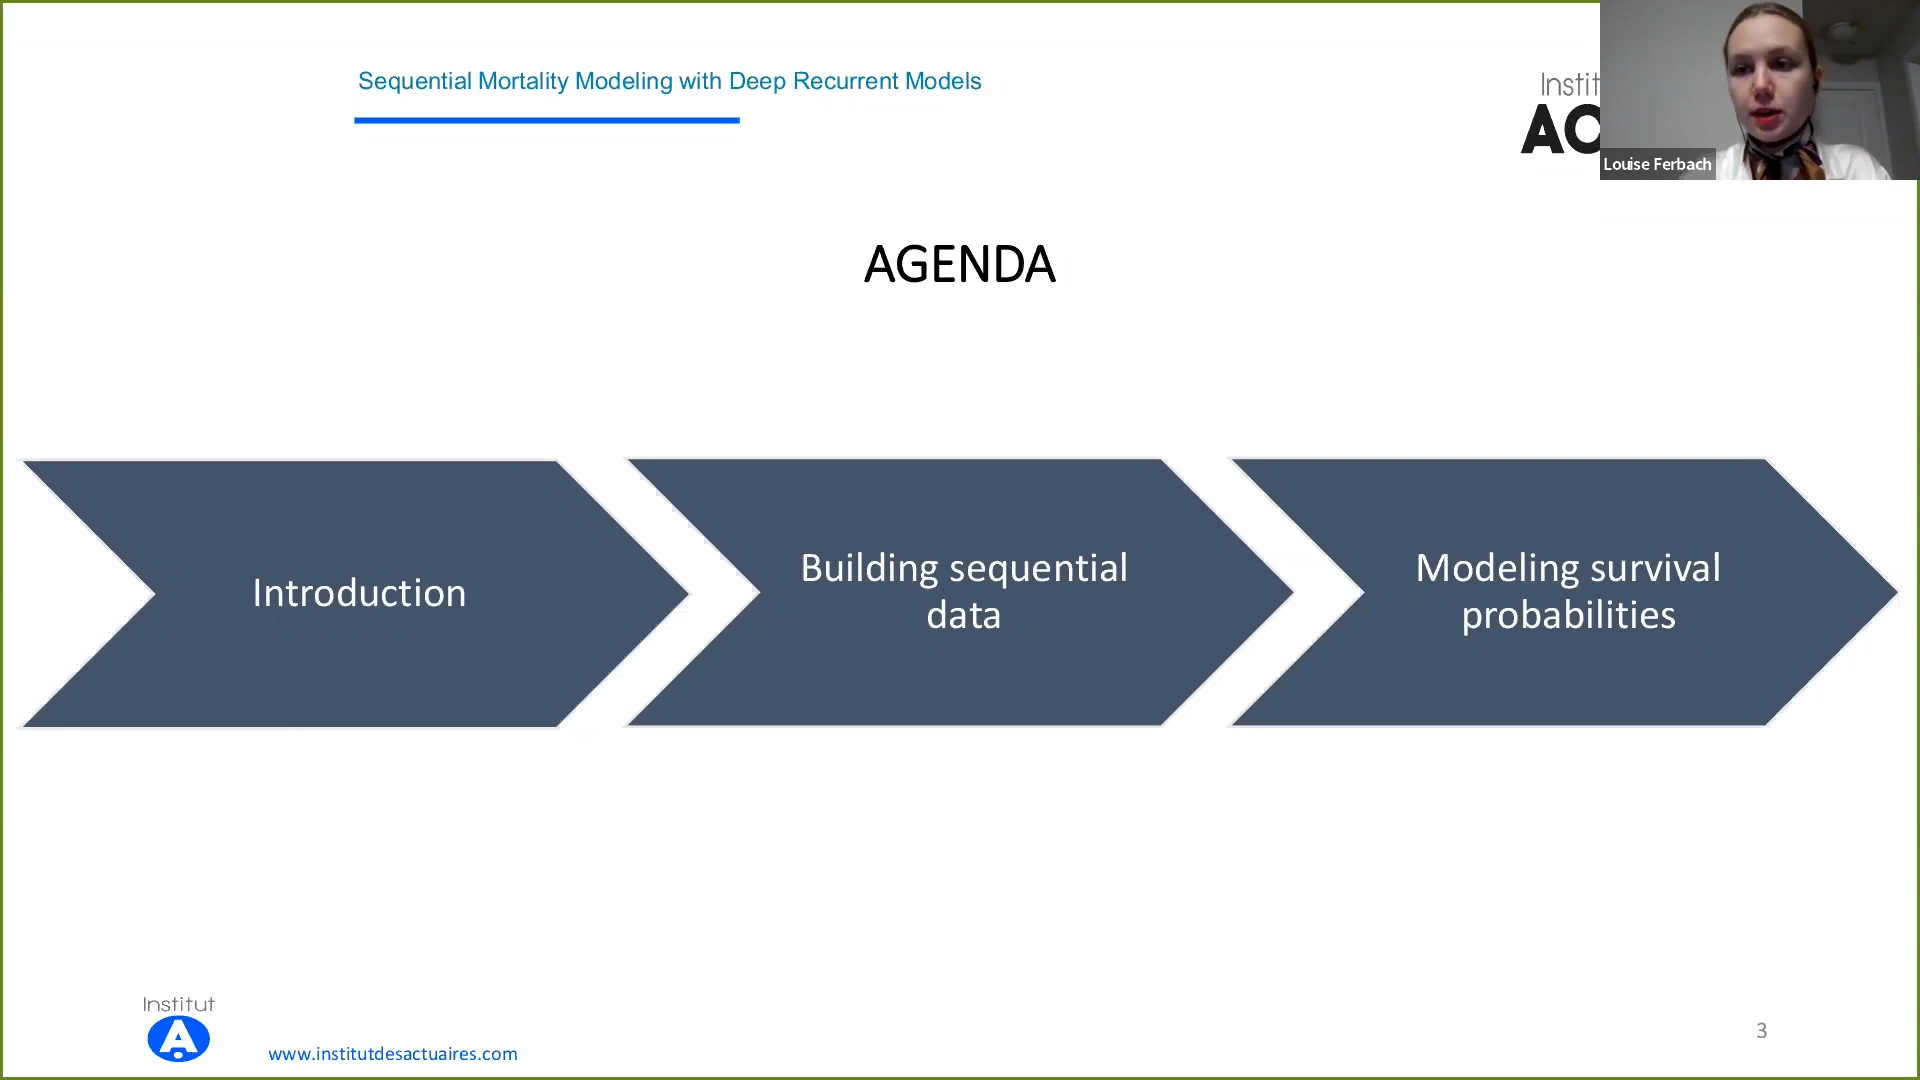 Sequential Mortality Modeling with Deep Recurrent Models
Instit
AC
Louise Ferbach
AGENDA
Introduction
Building sequential
data
Modeling survival
probabilities
Institut
A
www.institutdesactuaires.com
3